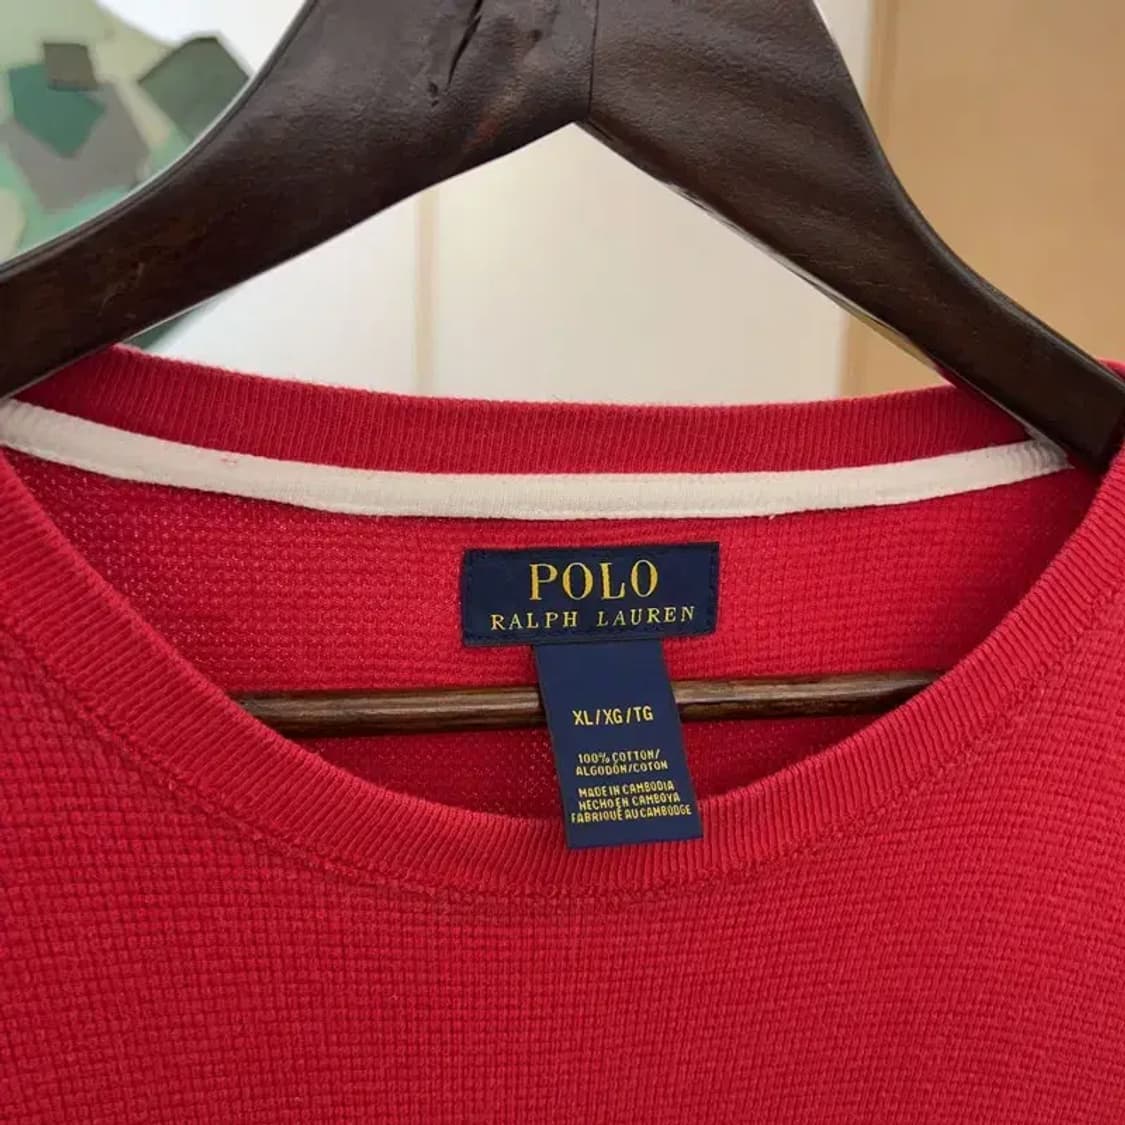 POLO
RALPH LAUREN
XL/XG/TG
100% COTTON/
ALGODÓN/COTON
MADE IN CAMBODIA
HECHO EN CAMBOYA
FABRIQUÉ AU CAMBODGE